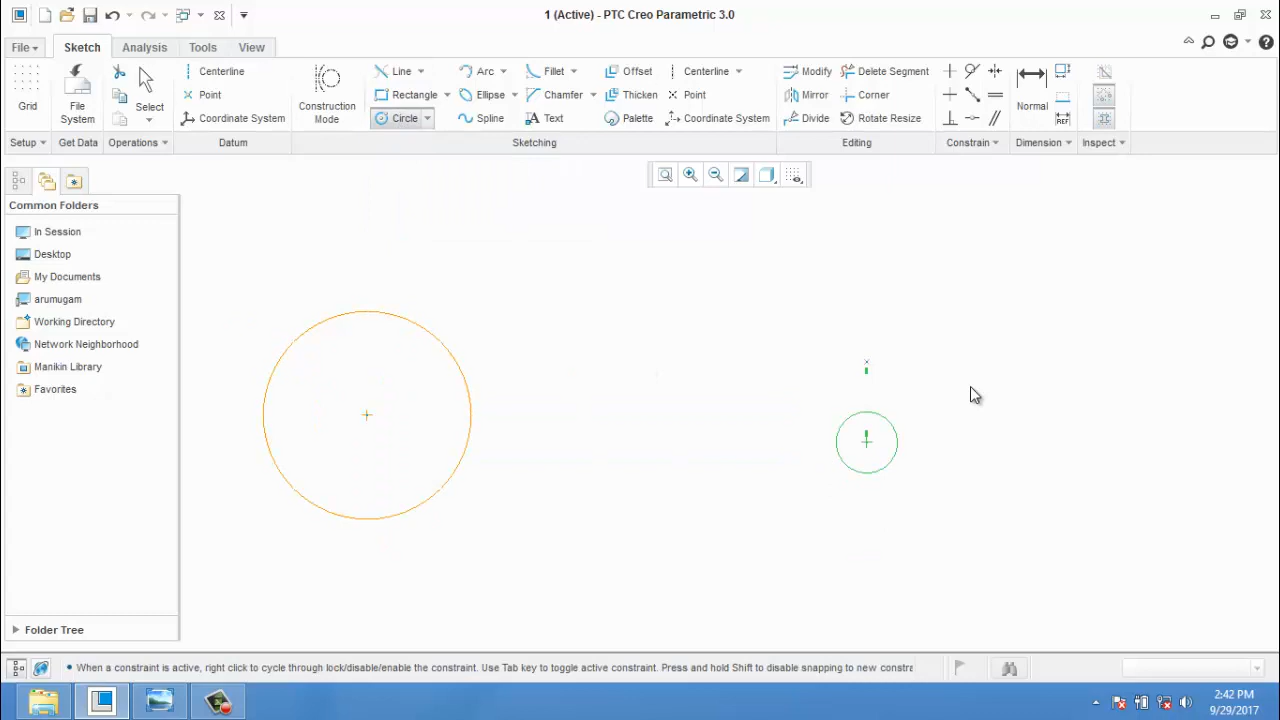 1 (Active) - PTC Creo Parametric 3.0
File Sketch Analysis Tools View
Grid
File System
Select
Centerline
Point
Coordinate System
Construction Mode
Line Arc Fillet Offset Centerline
Rectangle Ellipse Chamfer Thicken Point
Circle Spline Text Palette Coordinate System
Modify Delete Segment
Mirror Corner
Divide Rotate Resize
Normal
REF
Setup Get Data Operations Datum Sketching Editing Constrain Dimension Inspect
Common Folders
In Session
Desktop
My Documents
arumugam
Working Directory
Network Neighborhood
Manikin Library
Favorites
Folder Tree
When a constraint is active, right click to cycle through lock/disable/enable the constraint. Use Tab key to toggle active constraint. Press and hold Shift to disable snapping to new constra
2:42 PM
9/29/2017